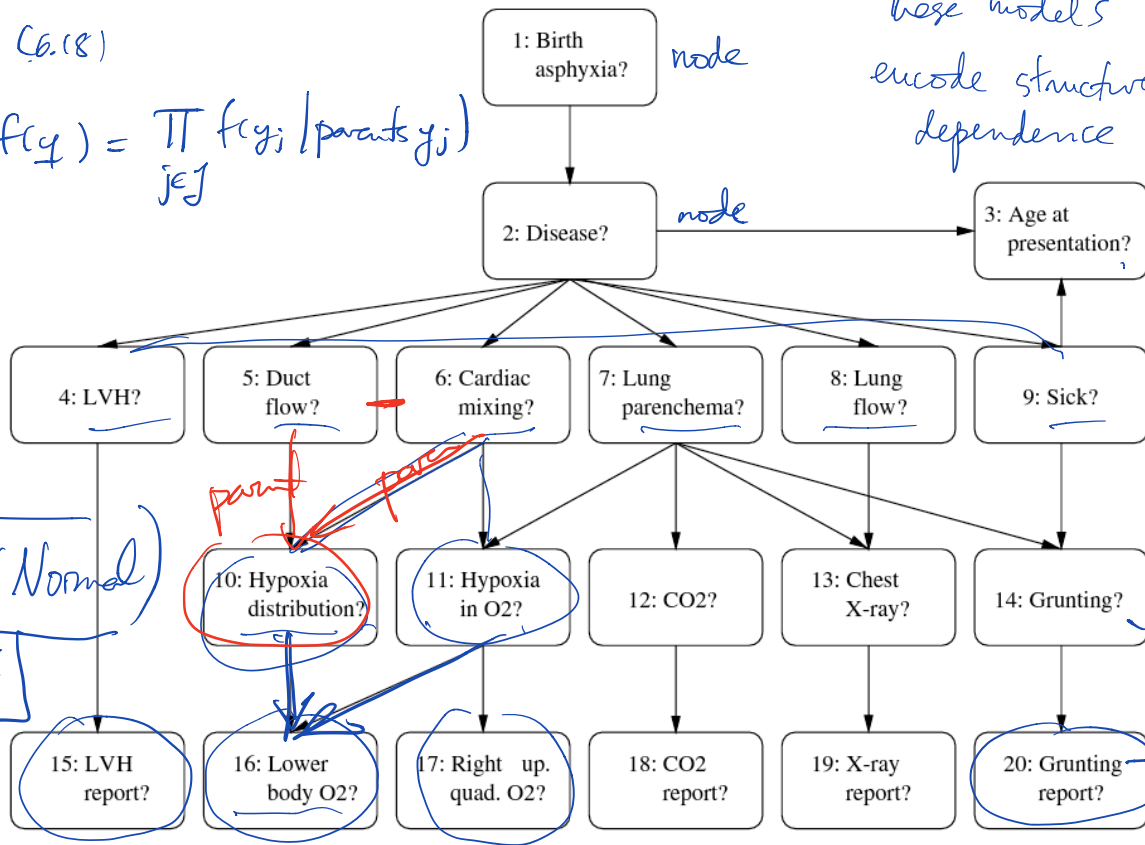 (6.18)
f(y) = ∏ f(yj | parents yj)
j∈J
these models
encode structure
dependence
1: Birth
asphyxia?
node
2: Disease?
node
3: Age at
presentation?
4: LVH?
5: Duct
flow?
6: Cardiac
mixing?
7: Lung
parenchema?
8: Lung
flow?
9: Sick?
parent
Normal)
10: Hypoxia
distribution?
11: Hypoxia
in O2?
12: CO2?
13: Chest
X-ray?
14: Grunting?
15: LVH
report?
16: Lower
body O2?
17: Right up.
quad. O2?
18: CO2
report?
19: X-ray
report?
20: Grunting
report?